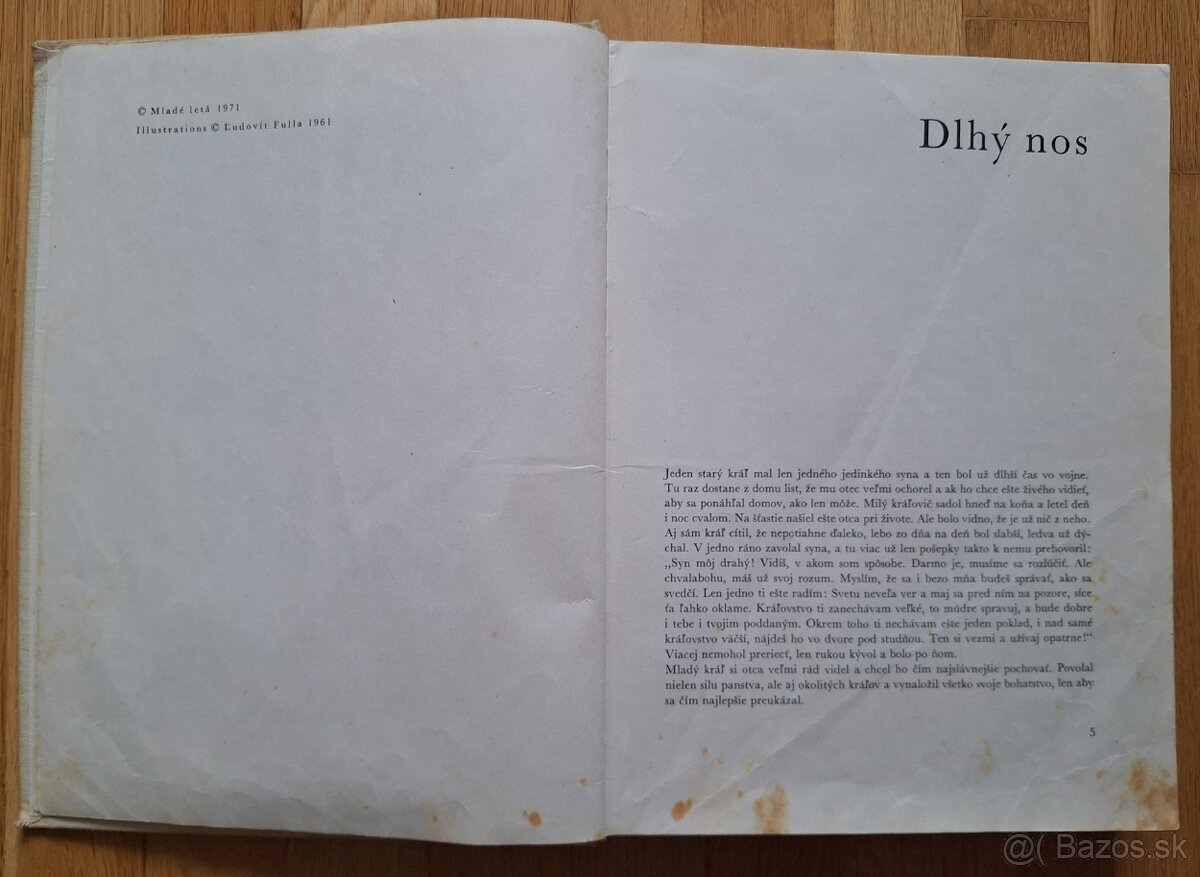 © Mladé letá 1971
Illustrations © Ľudovít Fulla 1961
Dlhý nos
Jeden starý kráľ mal len jedného jedinkého syna a ten bol už dlhší čas vo vojne.
Tu raz dostane z domu list, že mu otec veľmi ochorel a ak ho chce ešte živého vidieť,
aby sa ponáhľal domov, ako len môže. Milý kráľovič sadol hneď na koňa a letel deň
i noc cvalom. Na šťastie našiel ešte otca pri živote. Ale bolo vidno, že je už nič z neho.
Aj sám kráľ cítil, že nepotiahne ďaleko, lebo zo dňa na deň bol slabší, ledva už dý-
chal. V jedno ráno zavolal syna, a tu viac už len pošepky takto k nemu prehovoril:
„Syn môj drahý! Vidíš, v akom som spôsobe. Darmo je, musíme sa rozlúčiť. Ale
chvalabohu, máš už svoj rozum. Myslím, že sa i bezo mňa budeš správať, ako sa
svedčí. Len jedno ti ešte radím: Svetu neveľa ver a maj sa pred ním na pozore, síce
ťa ľahko oklame. Kráľovstvo ti zanechávam veľké, to múdre spravuj, a bude dobre
i tebe i tvojim poddaným. Okrem toho ti nechávam ešte jeden poklad, i nad samé
kráľovstvo väčší, nájdeš ho vo dvore pod studňou. Ten si vezmi a užívaj opatrne!“
Viacej nemohol preriecť, len rukou kývol a bolo po ňom.
Mladý kráľ si otca veľmi rád videl a chcel ho čím najslávnejšie pochovať. Povolal
nielen silu panstva, ale aj okolitých kráľov a vynaložil všetko svoje bohatstvo, len aby
sa čím najlepšie preukázal.
5
@( Bazos.sk